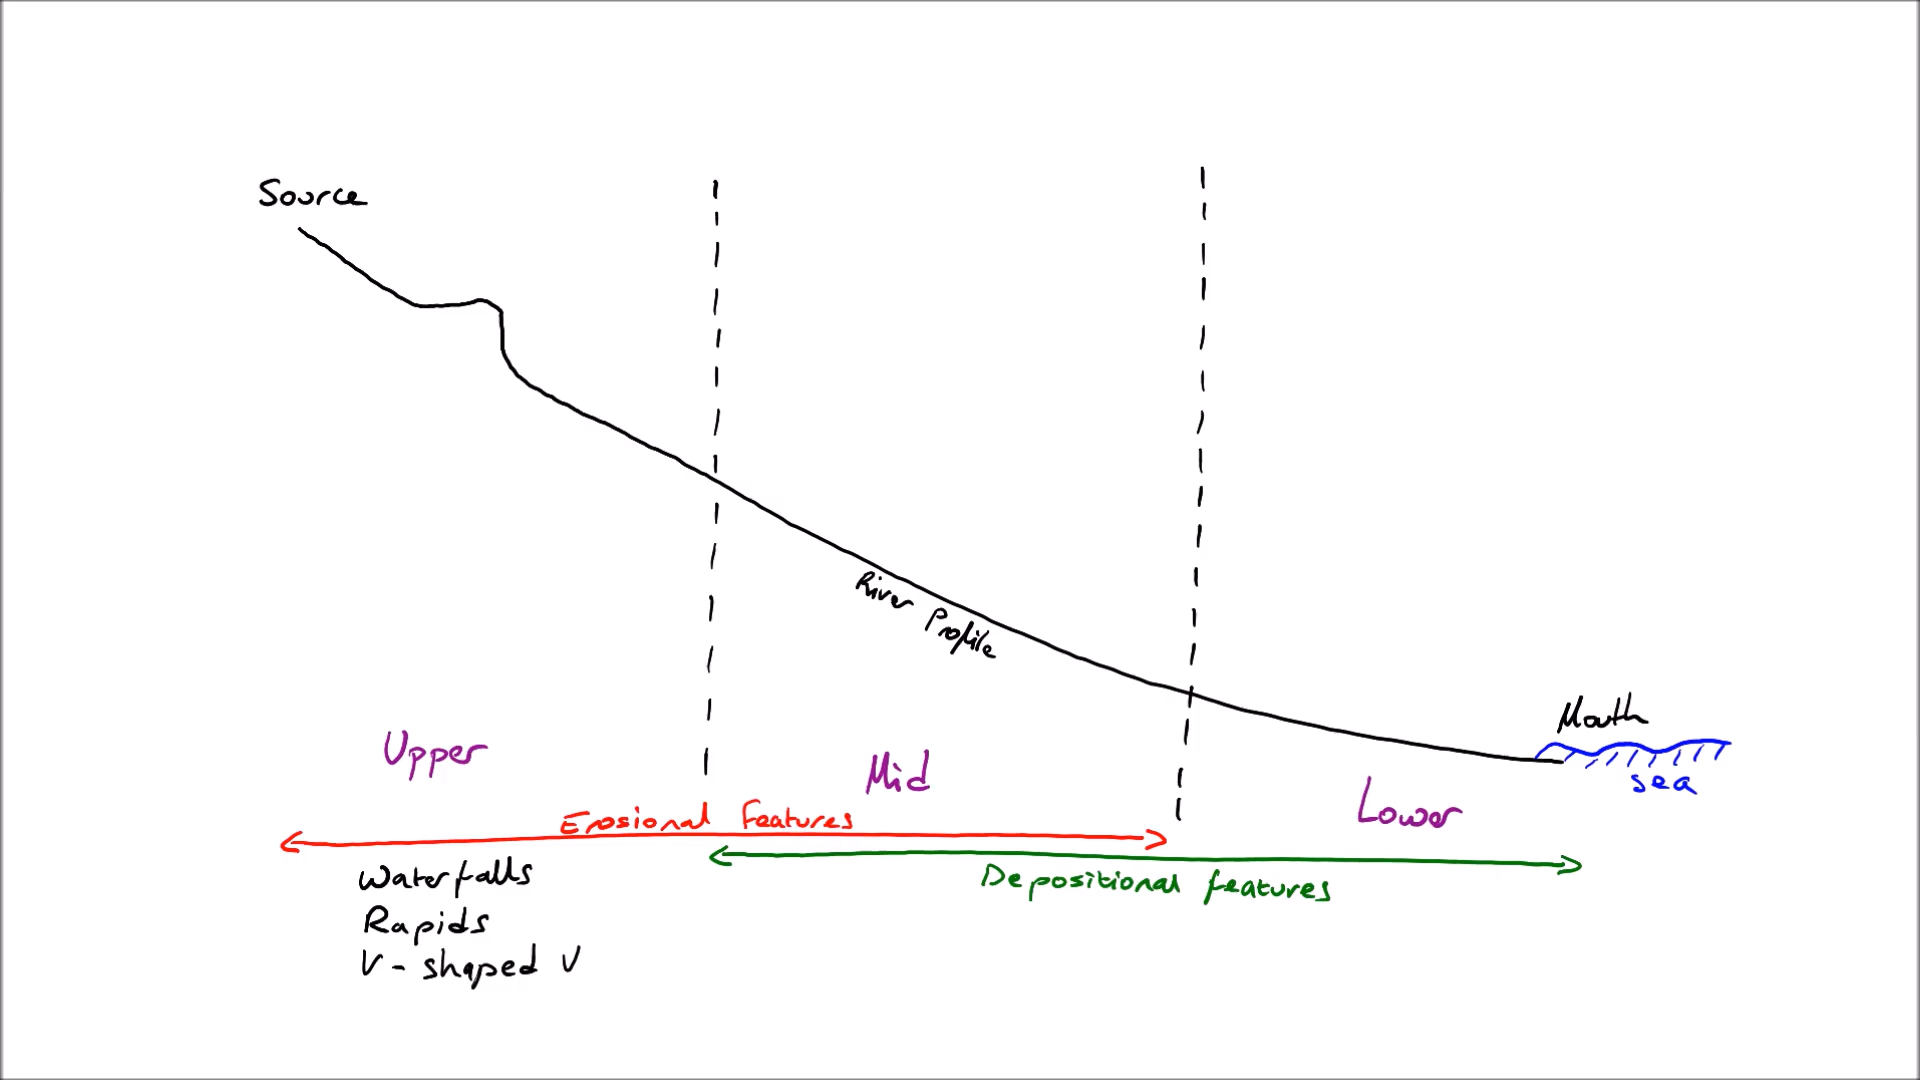 Source
River Profile
Mouth
sea
Upper
Mid
Lower
Erosional features
Depositional features
Waterfalls
Rapids
V - shaped V